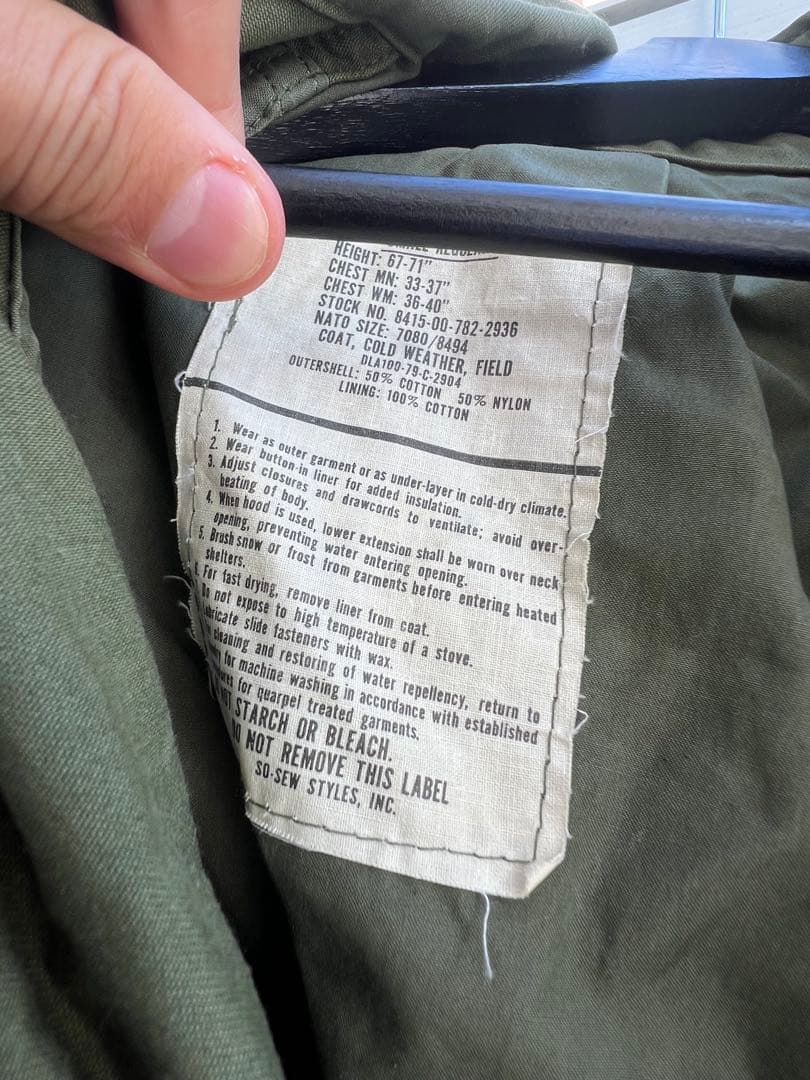 HEIGHT: 67-71"
CHEST MN: 33-37"
CHEST WM: 36-40"
STOCK NO. 8415-00-782-2936
NATO SIZE: 7080/8494
COAT, COLD WEATHER, FIELD
DLA100-79-C-2904
OUTERSHELL: 50% COTTON 50% NYLON
LINING: 100% COTTON
1. Wear as outer garment or as under-layer in cold-dry climate.
2. Wear button-in liner for added insulation.
3. Adjust closures and drawcords to ventilate; avoid over-
heating of body.
4. When hood is used, lower extension shall be worn over neck
opening, preventing water entering opening.
5. Brush snow or frost from garments before entering heated
shelters.
For fast drying, remove liner from coat.
Do not expose to high temperature of a stove.
Lubricate slide fasteners with wax.
cleaning and restoring of water repellency, return to
for machine washing in accordance with established
for quarpel treated garments.
STARCH OR BLEACH.
DO NOT REMOVE THIS LABEL
SO-SEW STYLES, INC.